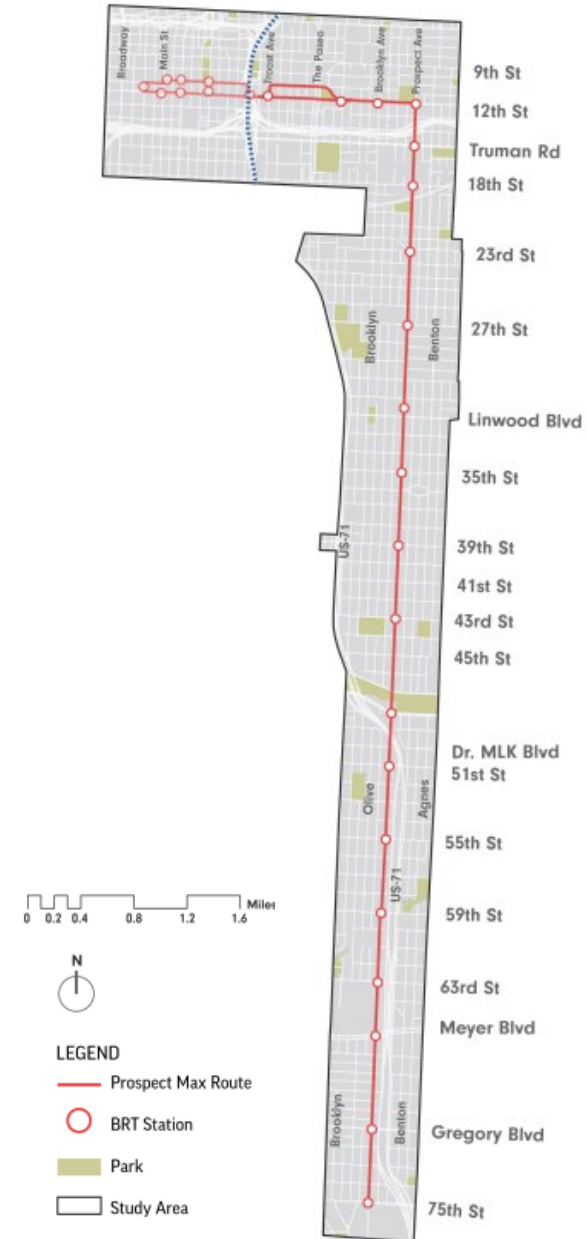 Broadway
Main St
Troost Ave
The Paseo
Brooklyn Ave
Prospect Ave
9th St
12th St
Truman Rd
18th St
23rd St
27th St
Brooklyn
Benton
Linwood Blvd
35th St
39th St
US-71
41st St
43rd St
45th St
Dr. MLK Blvd
51st St
Olive
Agnes
55th St
US-71
59th St
63rd St
Meyer Blvd
Brooklyn
Benton
Gregory Blvd
75th St
Miles
0 0.2 0.4 0.8 1.2 1.6
N
LEGEND
Prospect Max Route
BRT Station
Park
Study Area